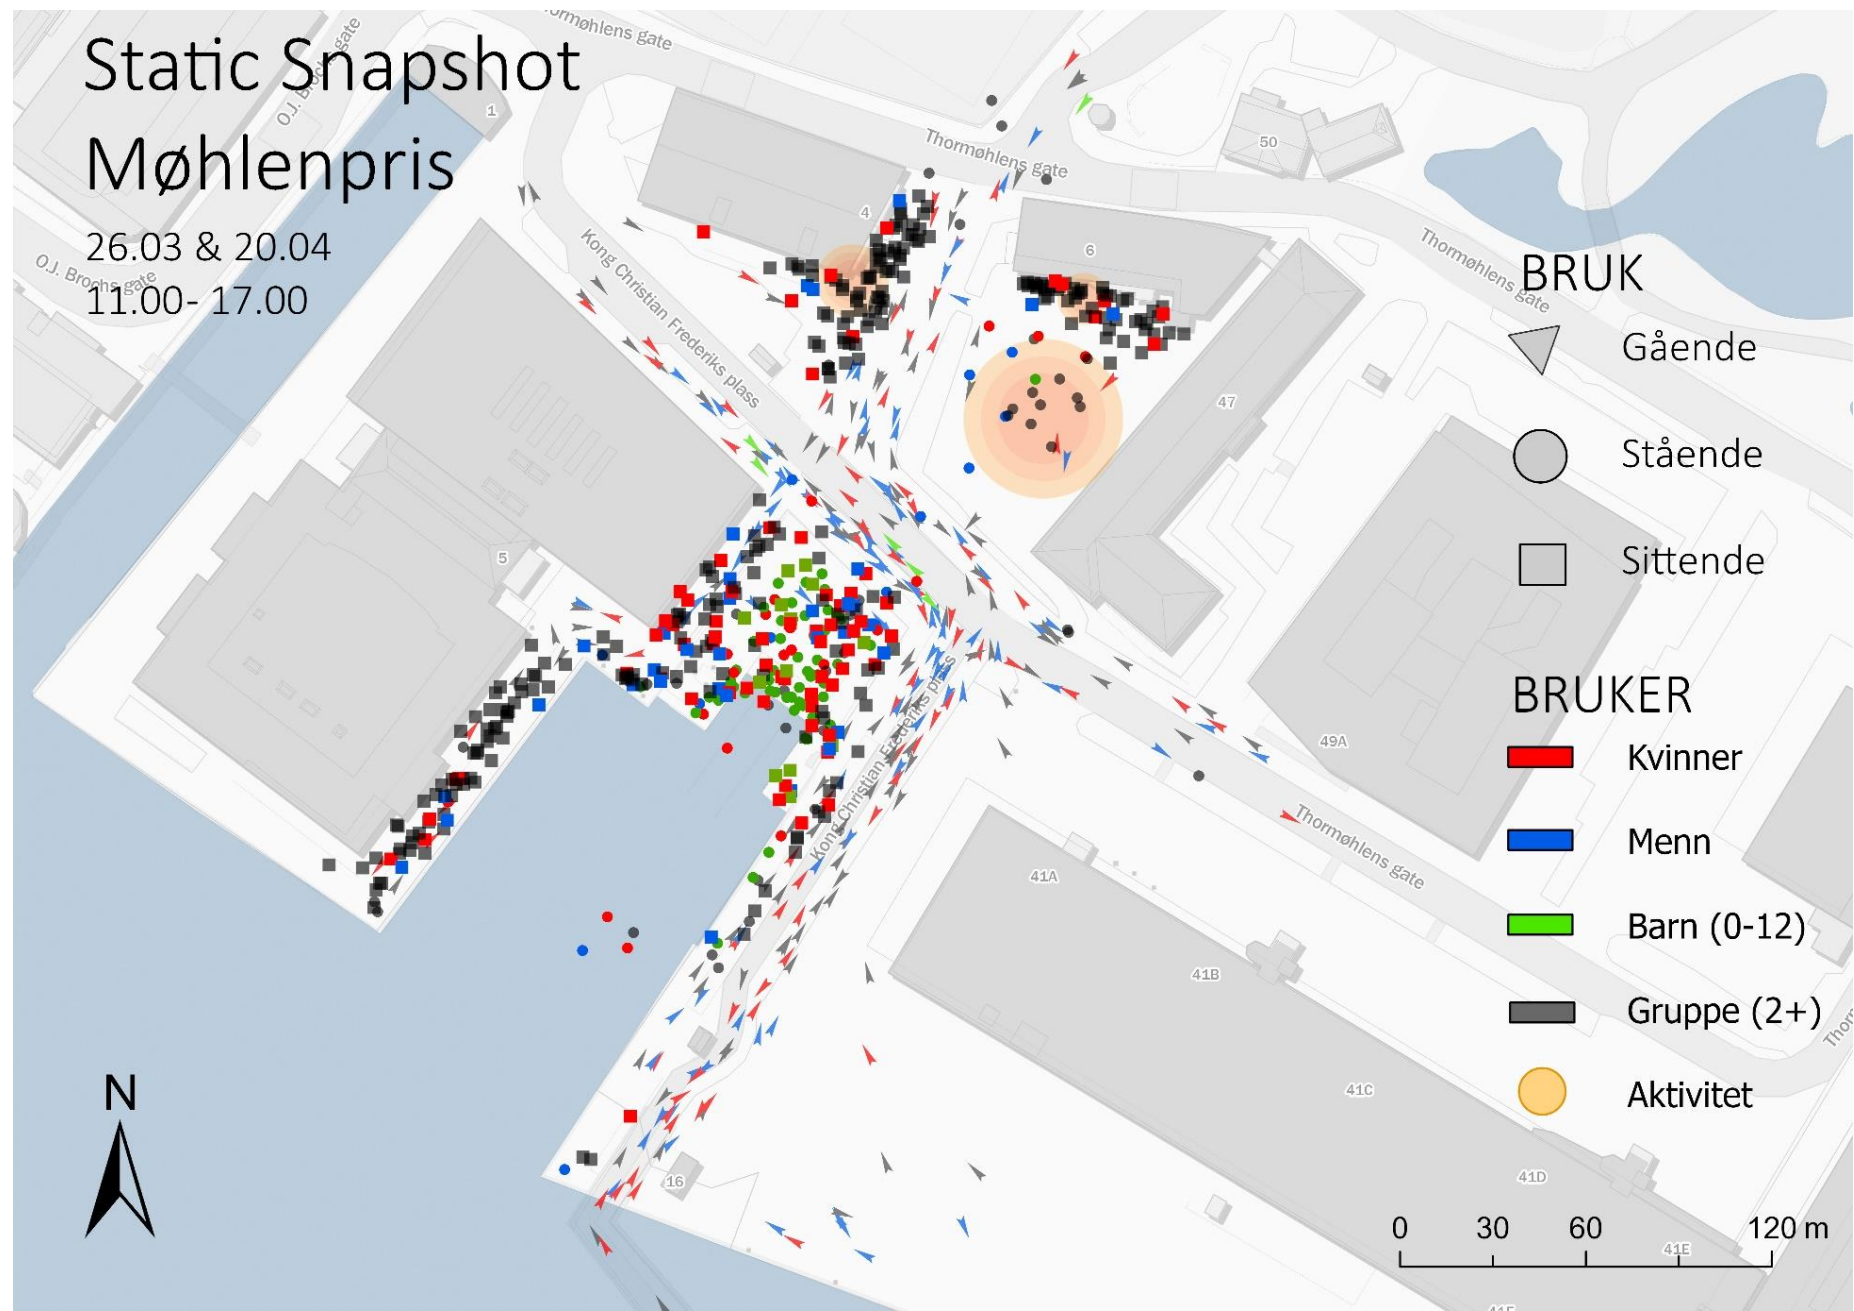 Static Snapshot
Møhlenpris
26.03 & 20.04
11.00- 17.00
O.J. Brochs gate
O.J. Brochs gate
Thormøhlens gate
1
4
Kong Christian Frederiks plass
Thormøhlens gate
50
6
Thormøhlens gate
47
5
Kong Christian Frederiks plass
49A
Thormøhlens gate
41A
41B
41C
41D
41E
16
BRUK
Gående
Stående
Sittende
BRUKER
Kvinner
Menn
Barn (0-12)
Gruppe (2+)
Aktivitet
N
0 30 60 120 m